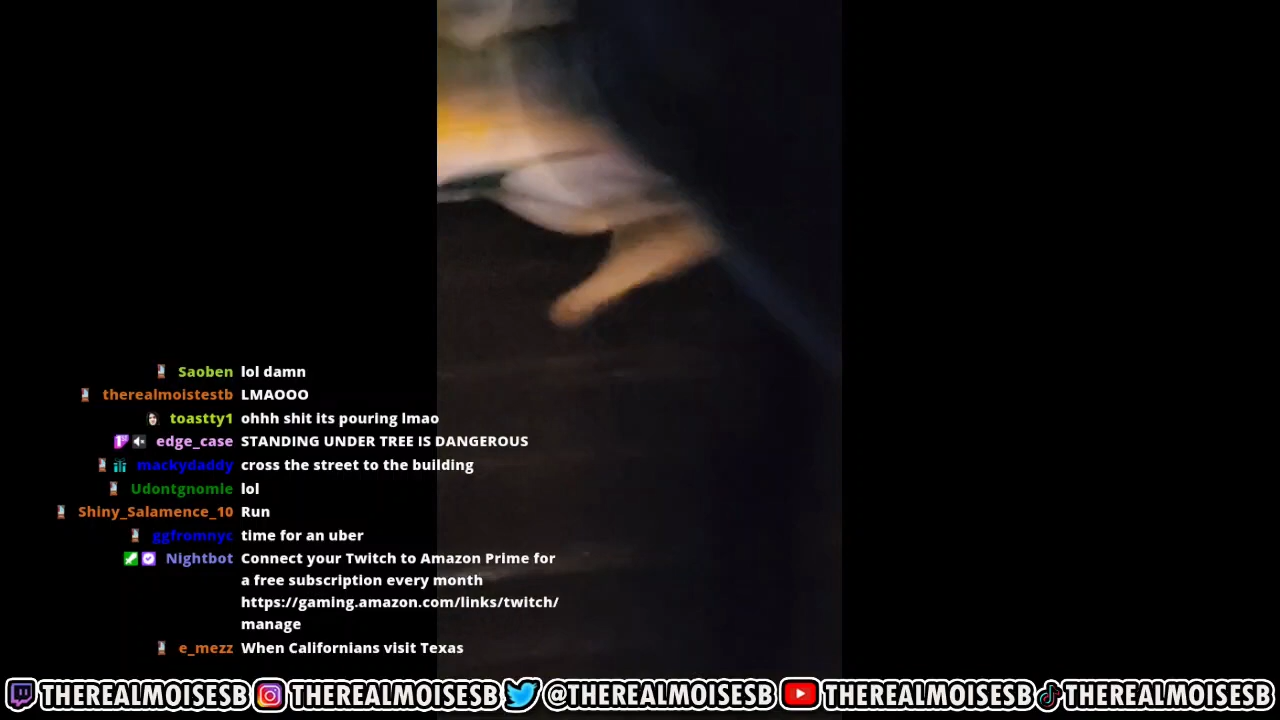 Saoben lol damn
therealmoistestb LMAOOO
toastty1 ohhh shit its pouring lmao
edge_case STANDING UNDER TREE IS DANGEROUS
mackydaddy cross the street to the building
Udontgnomie lol
Shiny_Salamence_10 Run
ggfromnyc time for an uber
Nightbot Connect your Twitch to Amazon Prime for
a free subscription every month
https://gaming.amazon.com/links/twitch/
manage
e_mezz When Californians visit Texas
THEREALMOISESB THEREALMOISESB @THEREALMOISESB THEREALMOISESB THEREALMOISESB